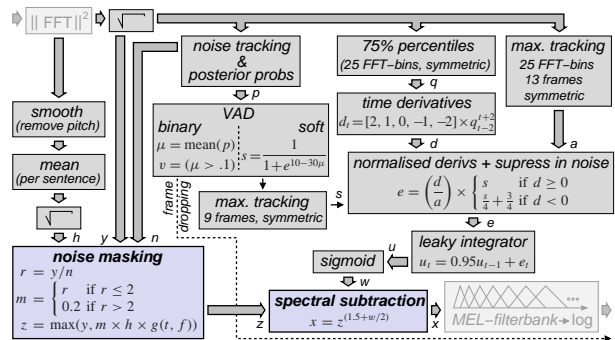 || FFT||²
√
noise tracking
&
posterior probs
75% percentiles
(25 FFT-bins, symmetric)
max. tracking
25 FFT-bins
13 frames
symmetric
smooth
(remove pitch)
p
q
VAD
binary
soft
μ = mean(p)
v = (μ > .1)
s = 1 / 1+e^{10−30μ}
time derivatives
d_t = [2, 1, 0, -1, -2] × q_{t−2}^{t+2}
mean
(per sentence)
d
a
√
frame
dropping
max. tracking
9 frames, symmetric
s
normalised derivs + supress in noise
e = (d/a) × { s if d ≥ 0
s/4 + 3/4 if d < 0
h
y
n
e
noise masking
r = y/n
m = { r if r ≤ 2
0.2 if r > 2
z = max(y, m × h × g(t, f))
sigmoid
u
leaky integrator
u_t = 0.95u_{t−1} + e_t
w
z
spectral subtraction
x = z^{(1.5+w/2)}
x
...
MEL−filterbank
log